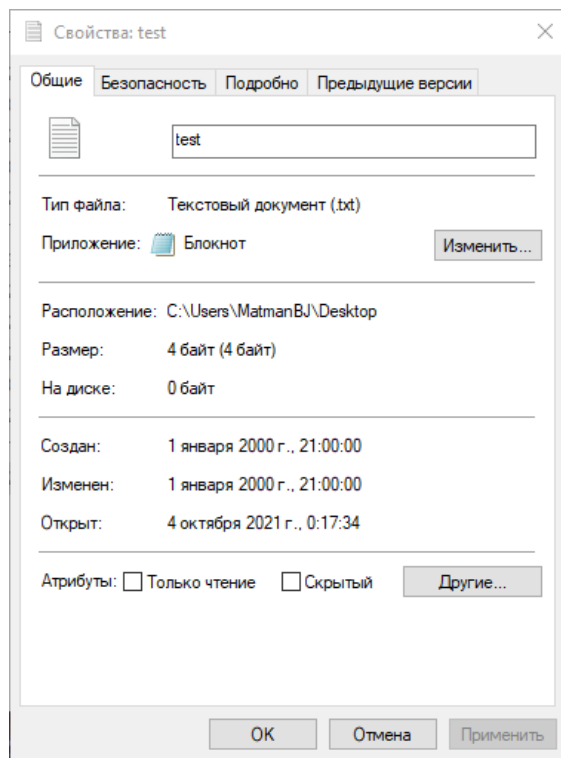 Свойства: test
Общие Безопасность Подробно Предыдущие версии
test
Тип файла: Текстовый документ (.txt)
Приложение: Блокнот Изменить...
Расположение: C:\Users\MatmanBJ\Desktop
Размер: 4 байт (4 байт)
На диске: 0 байт
Создан: 1 января 2000 г., 21:00:00
Изменен: 1 января 2000 г., 21:00:00
Открыт: 4 октября 2021 г., 0:17:34
Атрибуты: Только чтение Скрытый Другие...
OK Отмена Применить